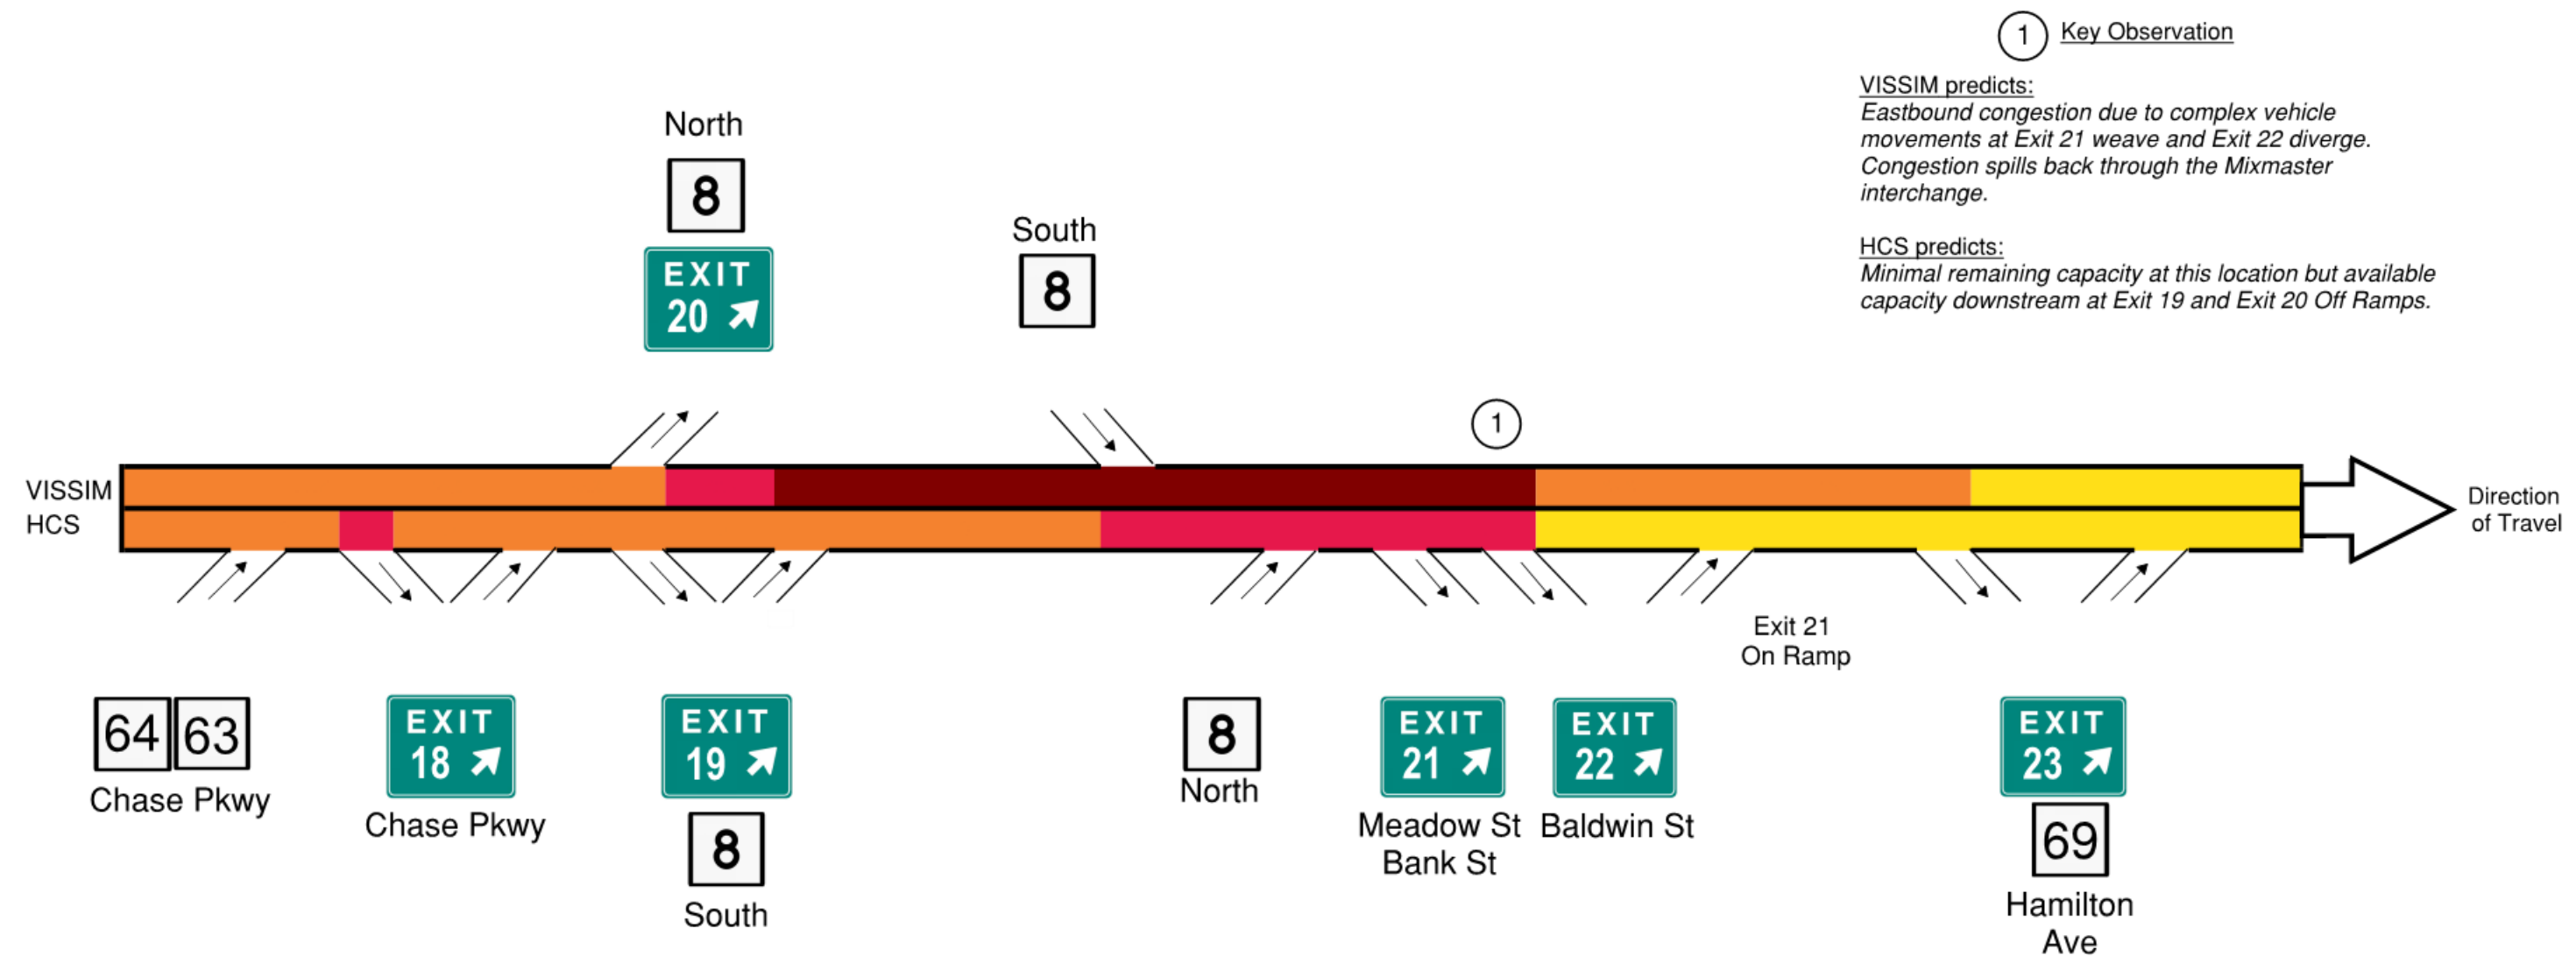 1 Key Observation
VISSIM predicts:
Eastbound congestion due to complex vehicle
movements at Exit 21 weave and Exit 22 diverge.
Congestion spills back through the Mixmaster
interchange.
HCS predicts:
Minimal remaining capacity at this location but available
capacity downstream at Exit 19 and Exit 20 Off Ramps.
North
8
EXIT
20
South
8
1
VISSIM
HCS
Direction
of Travel
Exit 21
On Ramp
64 63
Chase Pkwy
EXIT
18
Chase Pkwy
EXIT
19
8
South
8
North
EXIT
21
Meadow St
Bank St
EXIT
22
Baldwin St
EXIT
23
69
Hamilton
Ave